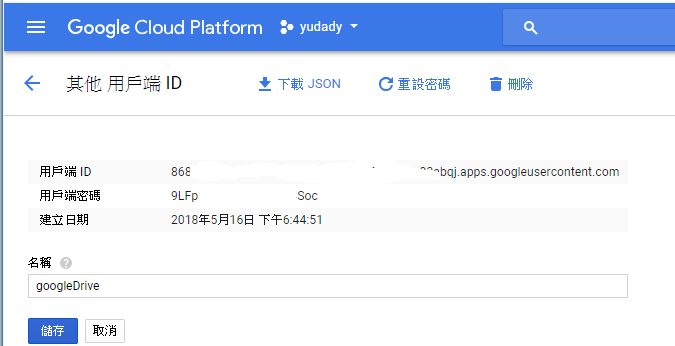 Google Cloud Platform yudady
其他 用戶端 ID 下載 JSON 重設密碼 刪除
用戶端 ID 868 bqj.apps.googleusercontent.com
用戶端密碼 9LFp Soc
建立日期 2018年5月16日 下午6:44:51
名稱
googleDrive
儲存 取消